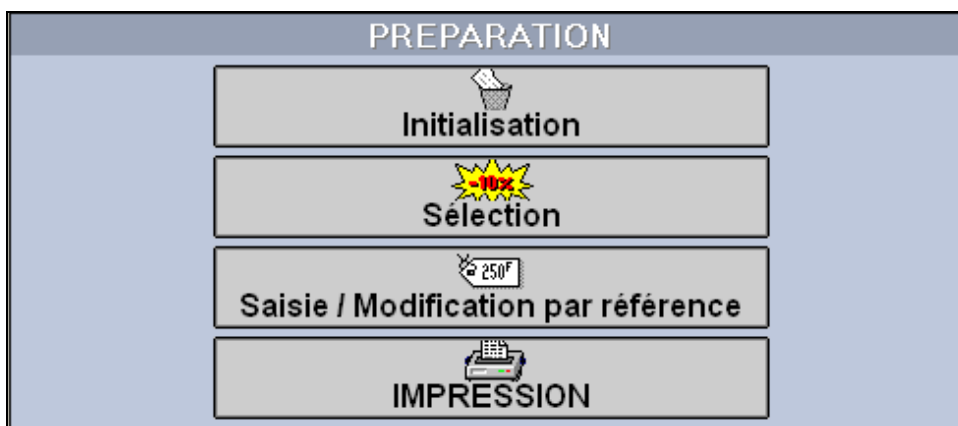 PREPARATION
Initialisation
-10%
Sélection
250F
Saisie / Modification par référence
IMPRESSION